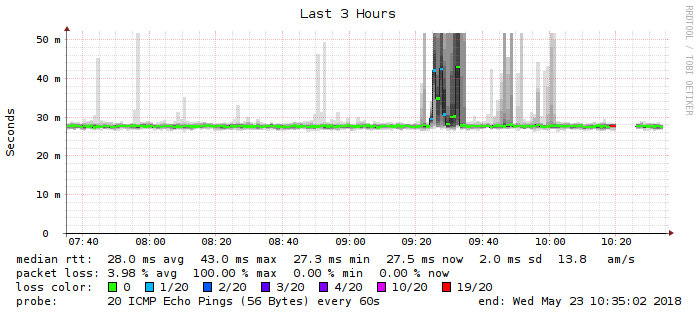 Last 3 Hours
RRDTOOL / TOBI OETIKER
Seconds
50 m
40 m
30 m
20 m
10 m
0
07:40 08:00 08:20 08:40 09:00 09:20 09:40 10:00 10:20
median rtt: 28.0 ms avg 43.0 ms max 27.3 ms min 27.5 ms now 2.0 ms sd 13.8 am/s
packet loss: 3.98 % avg 100.00 % max 0.00 % min 0.00 % now
loss color: 0 1/20 2/20 3/20 4/20 10/20 19/20
probe: 20 ICMP Echo Pings (56 Bytes) every 60s end: Wed May 23 10:35:02 2018